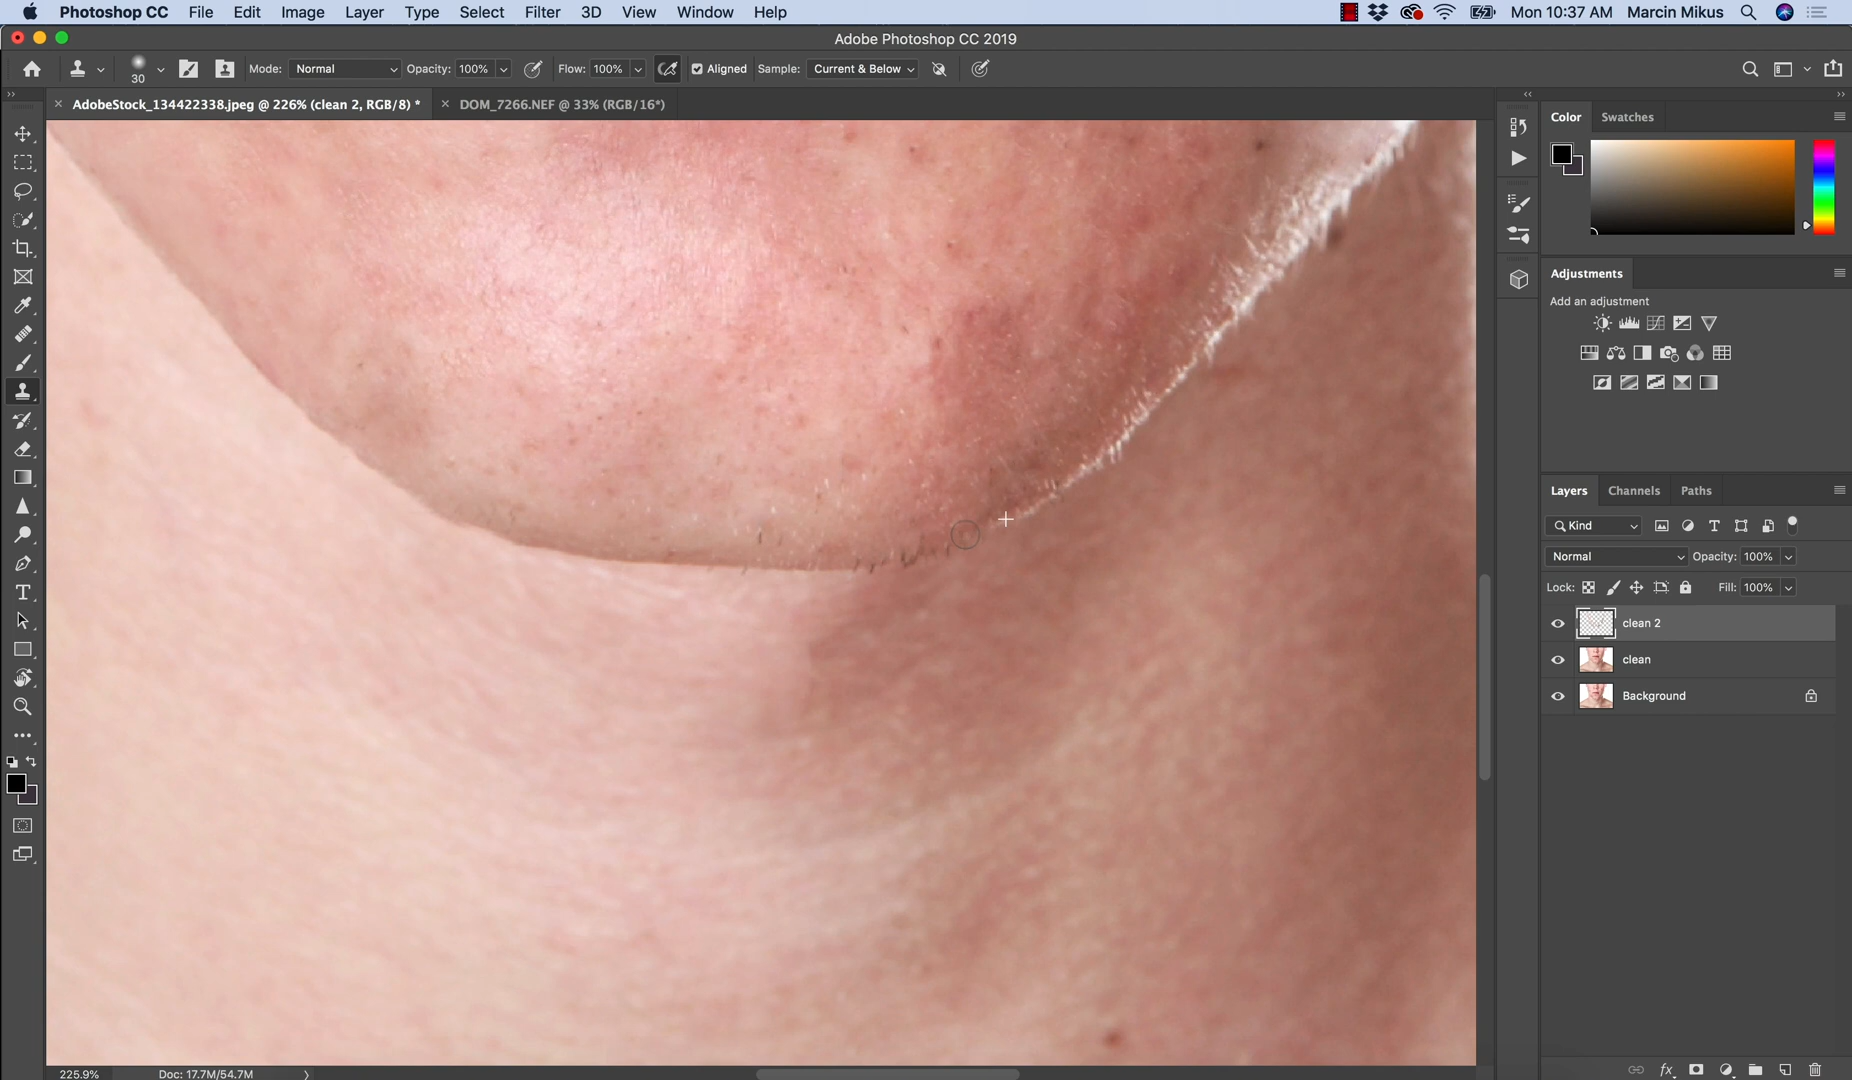 Photoshop CC File Edit Image Layer Type Select Filter 3D View Window Help Mon 10:37 AM Marcin Mikus
Adobe Photoshop CC 2019
30 Mode: Normal Opacity: 100% Flow: 100% Aligned Sample: Current & Below
AdobeStock_134422338.jpeg @ 226% (clean 2, RGB/8) * DOM_7266.NEF @ 33% (RGB/16*)
Color Swatches
Adjustments
Add an adjustment
Layers Channels Paths
Kind
Normal Opacity: 100%
Lock: Fill: 100%
clean 2
clean
Background
225.9% Doc: 17.7M/54.7M